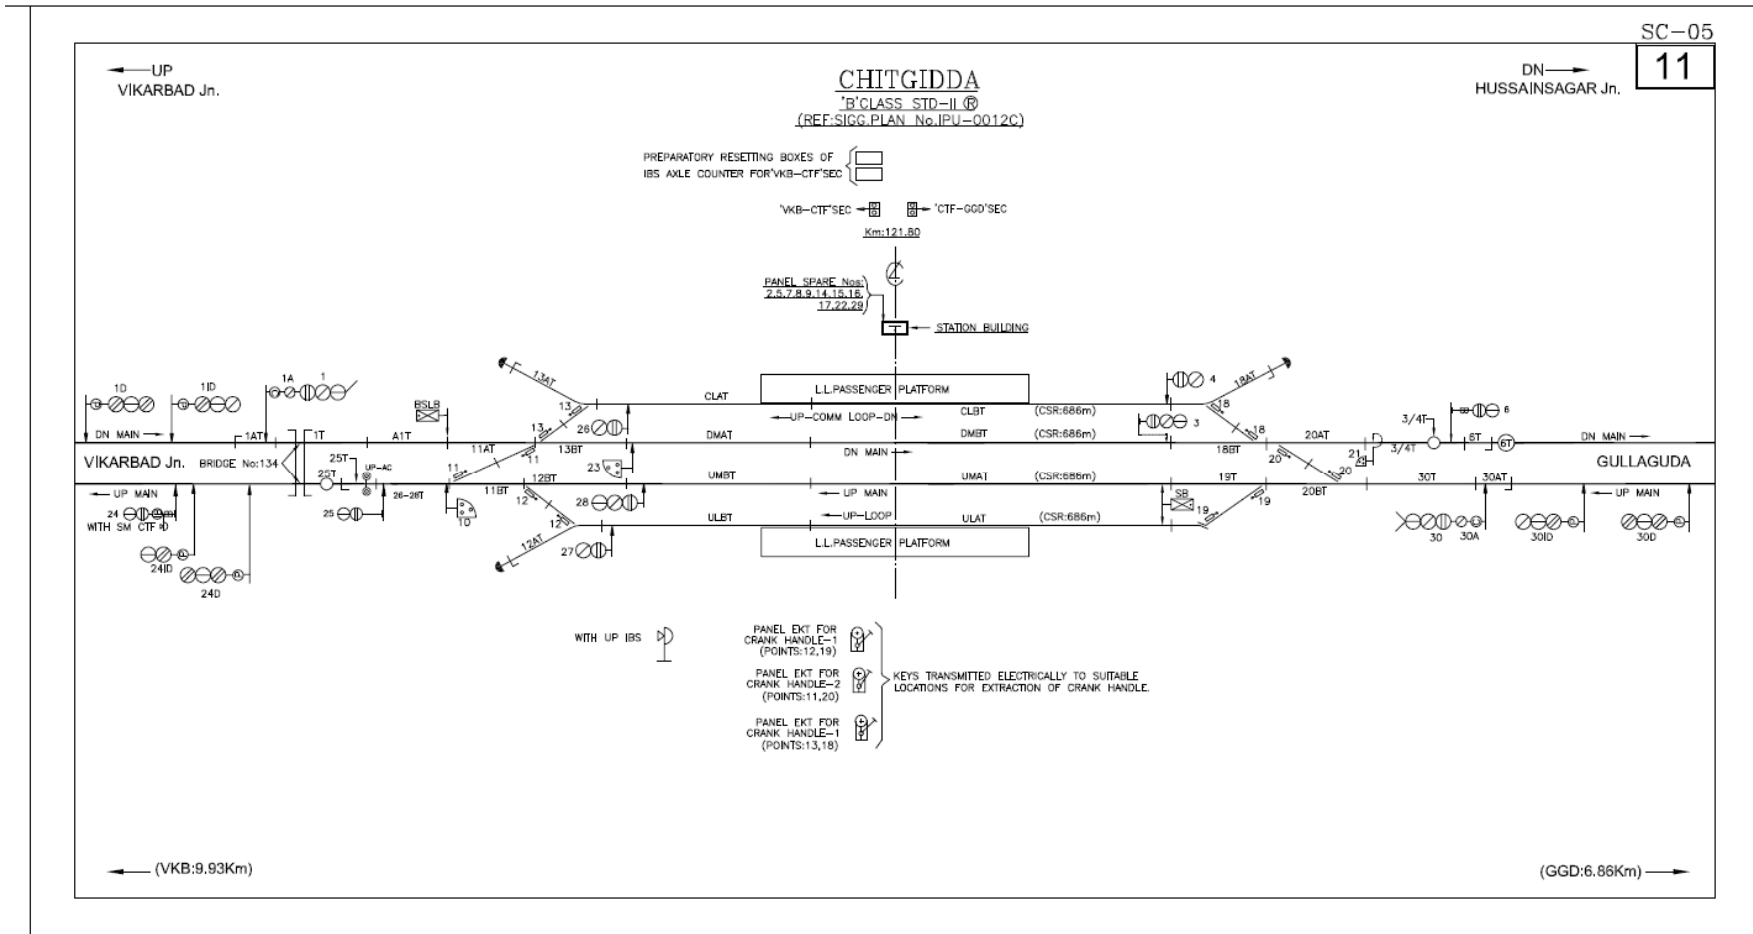 SC-05
11
UP
VIKARBAD Jn.
DN
HUSSAINSAGAR Jn.
CHITGIDDA
'B'CLASS STD-II Ⓡ
(REF:SIGG.PLAN No.IPU-0012C)
PREPARATORY RESETTING BOXES OF
IBS AXLE COUNTER FOR'VKB-CTF'SEC
'VKB-CTF'SEC
'CTF-GGD'SEC
Km:121.80
PANEL SPARE Nos:
2,5,7,8,9,14,15,16,
17,22,29
STATION BUILDING
1D
1ID
1A
1
BSLB
13AT
13
CLAT
L.L.PASSENGER PLATFORM
4
18AT
18
UP-COMM LOOP-DN
CLBT
(CSR:686m)
13
26
3
3/4T
6
DN MAIN
1AT
1T
A1T
11AT
11
13BT
DMAT
DMBT
(CSR:686m)
18BT
18
20AT
3/4T
6T
6T
DN MAIN
VIKARBAD Jn.
BRIDGE No:134
25T
25T
UP-AC
11
12BT
23
DN MAIN
UMBT
UMAT
(CSR:686m)
19T
20
20
21
30T
30AT
GULLAGUDA
UP MAIN
26-28T
11BT
12
28
UP MAIN
SB
19
20BT
UP MAIN
24
WITH SM CTF
25
10
12
ULBT
UP-LOOP
ULAT
(CSR:686m)
19
30
30A
30ID
30D
24ID
12AT
27
L.L.PASSENGER PLATFORM
24D
WITH UP IBS
PANEL EKT FOR
CRANK HANDLE-1
(POINTS:12,19)
PANEL EKT FOR
CRANK HANDLE-2
(POINTS:11,20)
PANEL EKT FOR
CRANK HANDLE-1
(POINTS:13,18)
KEYS TRANSMITTED ELECTRICALLY TO SUITABLE
LOCATIONS FOR EXTRACTION OF CRANK HANDLE.
(VKB:9.93Km)
(GGD:6.86Km)